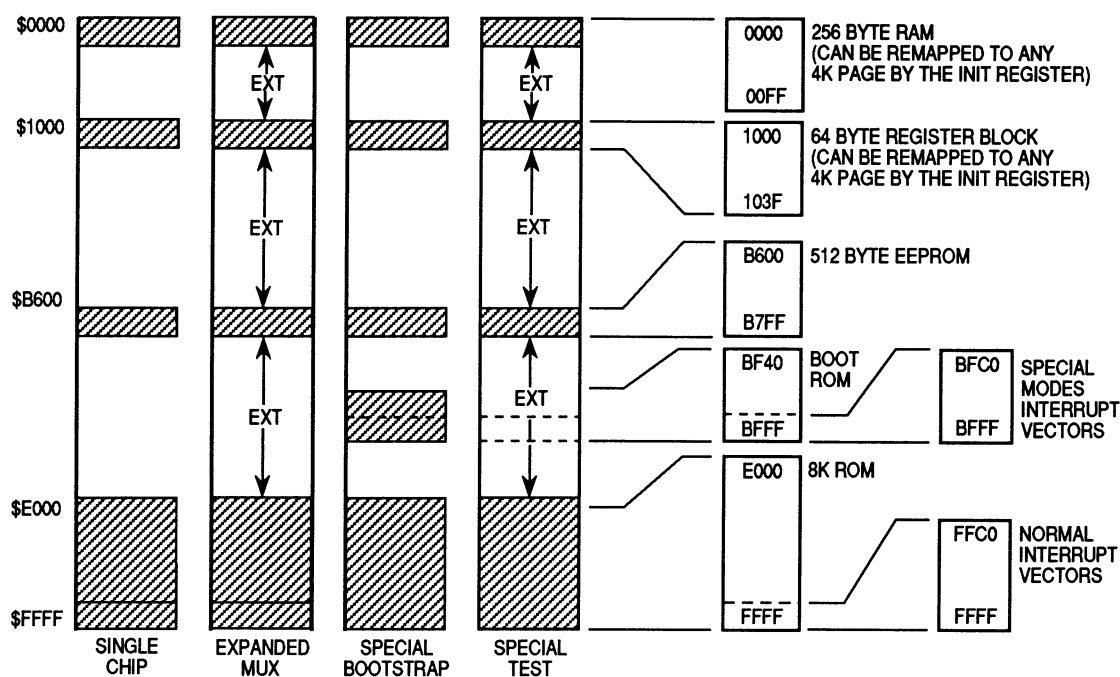 $0000
$1000
$B600
$E000
$FFFF
EXT
EXT
EXT
EXT
EXT
EXT
SINGLE
CHIP
EXPANDED
MUX
SPECIAL
BOOTSTRAP
SPECIAL
TEST
0000
00FF
256 BYTE RAM
(CAN BE REMAPPED TO ANY
4K PAGE BY THE INIT REGISTER)
1000
103F
64 BYTE REGISTER BLOCK
(CAN BE REMAPPED TO ANY
4K PAGE BY THE INIT REGISTER)
B600
B7FF
512 BYTE EEPROM
BF40
BFFF
BOOT
ROM
BFC0
BFFF
SPECIAL
MODES
INTERRUPT
VECTORS
E000
FFFF
8K ROM
FFC0
FFFF
NORMAL
INTERRUPT
VECTORS